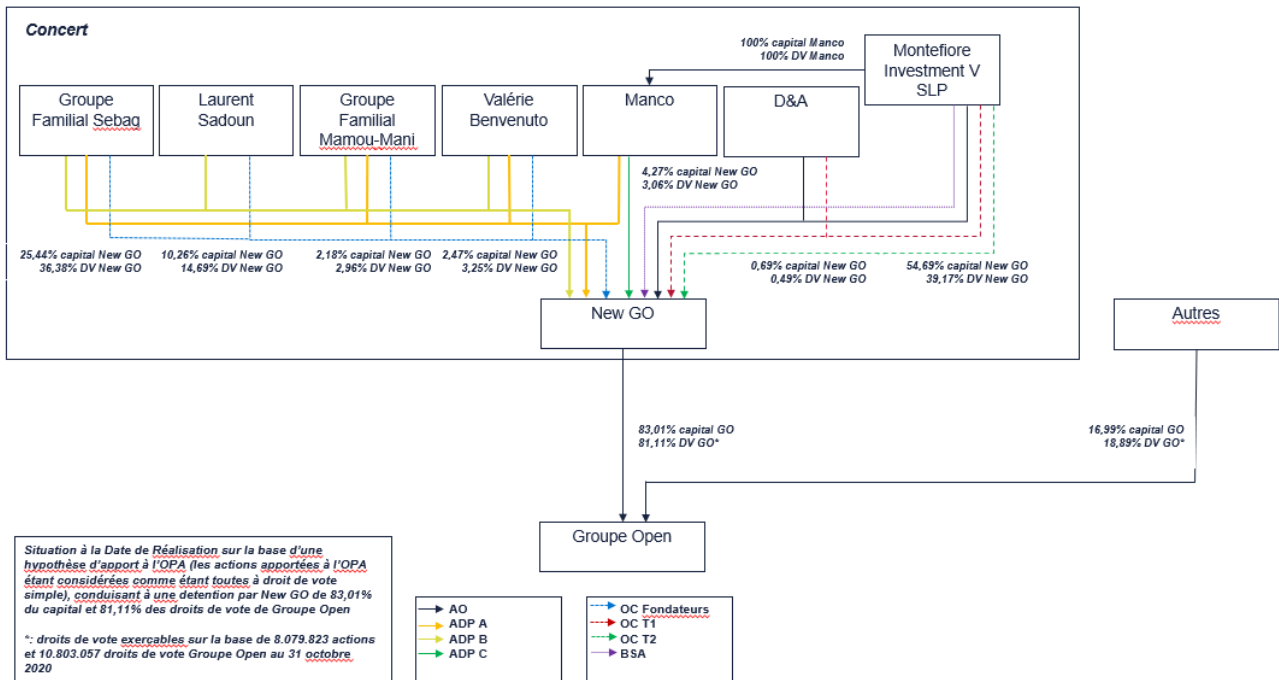 Concert
100% capital Manco
100% DV Manco
Montefiore
Investment V
SLP
Groupe
Familial Sebag
Laurent
Sadoun
Groupe
Familial
Mamou-Mani
Valérie
Benvenuto
Manco
D&A
4,27% capital New GO
3,06% DV New GO
25,44% capital New GO
36,38% DV New GO
10,26% capital New GO
14,69% DV New GO
2,18% capital New GO
2,96% DV New GO
2,47% capital New GO
3,25% DV New GO
0,69% capital New GO
0,49% DV New GO
54,69% capital New GO
39,17% DV New GO
New GO
Autres
83,01% capital GO
81,11% DV GO*
16,99% capital GO
18,89% DV GO*
Groupe Open
Situation à la Date de Réalisation sur la base d'une
hypothèse d'apport à l'OPA (les actions apportées à l'OPA
étant considérées comme étant toutes à droit de vote
simple), conduisant à une detention par New GO de 83,01%
du capital et 81,11% des droits de vote de Groupe Open
*: droits de vote exerçables sur la base de 8.079.823 actions
et 10.803.057 droits de vote Groupe Open au 31 octobre
2020
AO
ADP A
ADP B
ADP C
OC Fondateurs
OC T1
OC T2
BSA